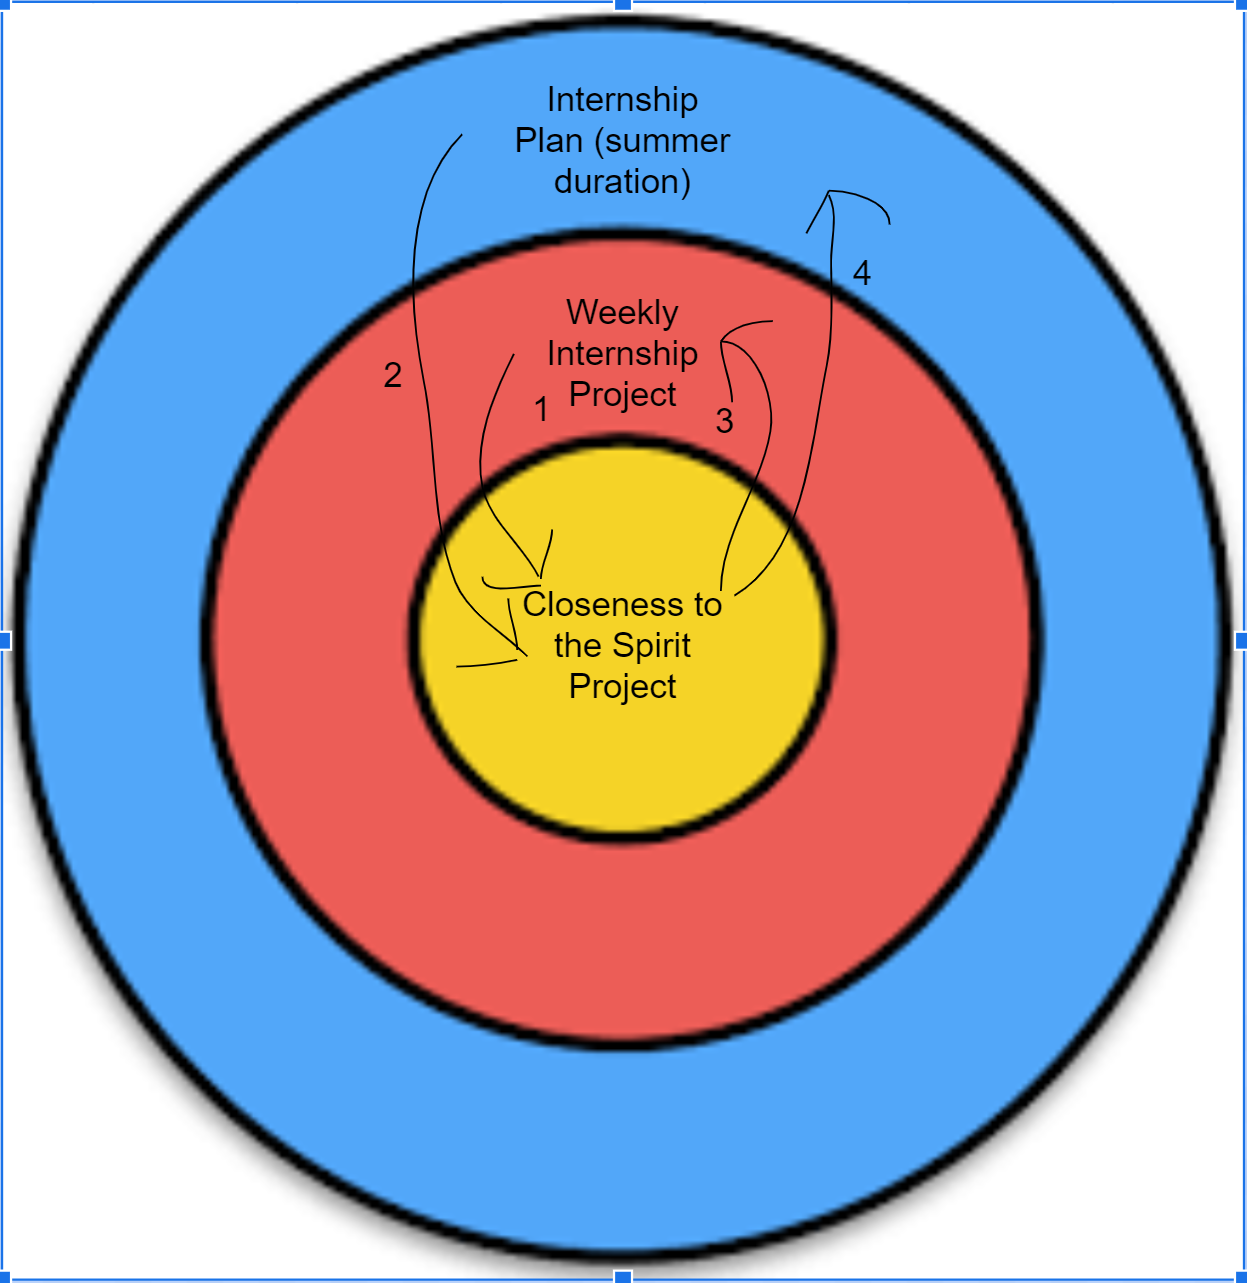 Internship
Plan (summer
duration)
4
Weekly
Internship
Project
2
1
3
Closeness to
the Spirit
Project